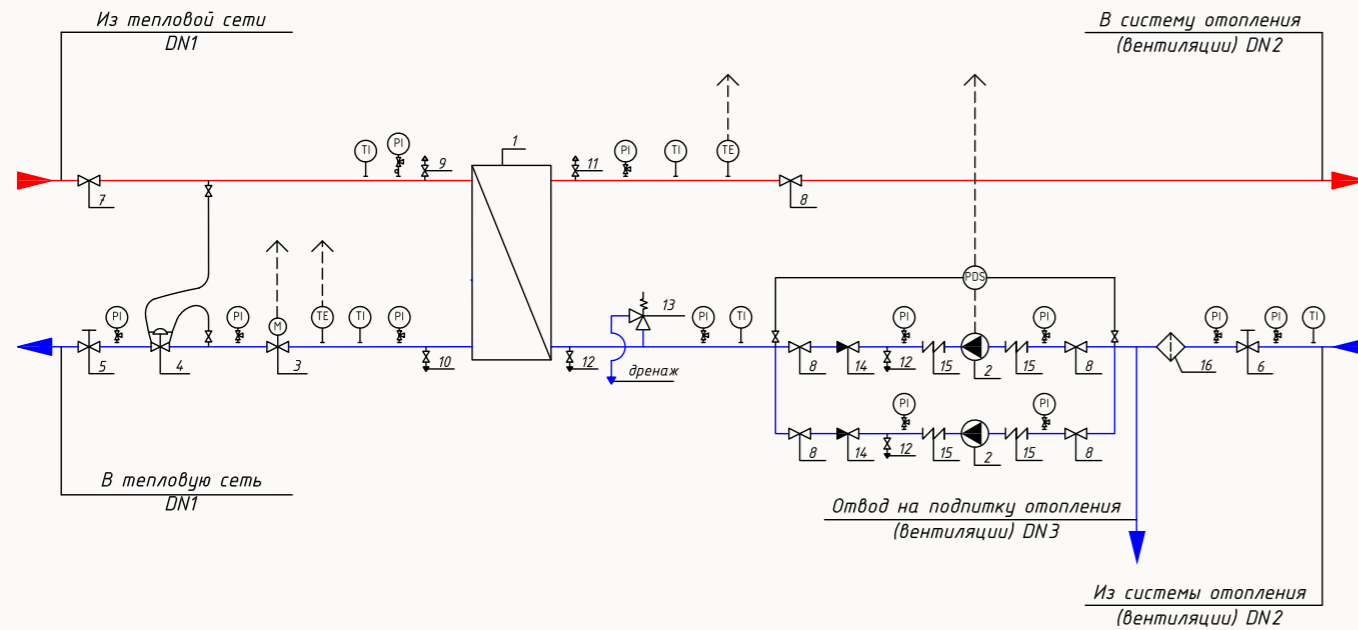 Из тепловой сети
DN1
В систему отопления
(вентиляции) DN2
1
TI
PI
9
11
PI
TI
TE
7
8
PDS
13
PI
PI
M
TE
TI
PI
PI
TI
PI
PI
PI
PI
TI
5
4
3
10
12
дренаж
8
14
12
15
2
15
8
16
6
PI
PI
8
14
12
15
2
15
8
В тепловую сеть
DN1
Отвод на подпитку отопления
(вентиляции) DN3
Из системы отопления
(вентиляции) DN2